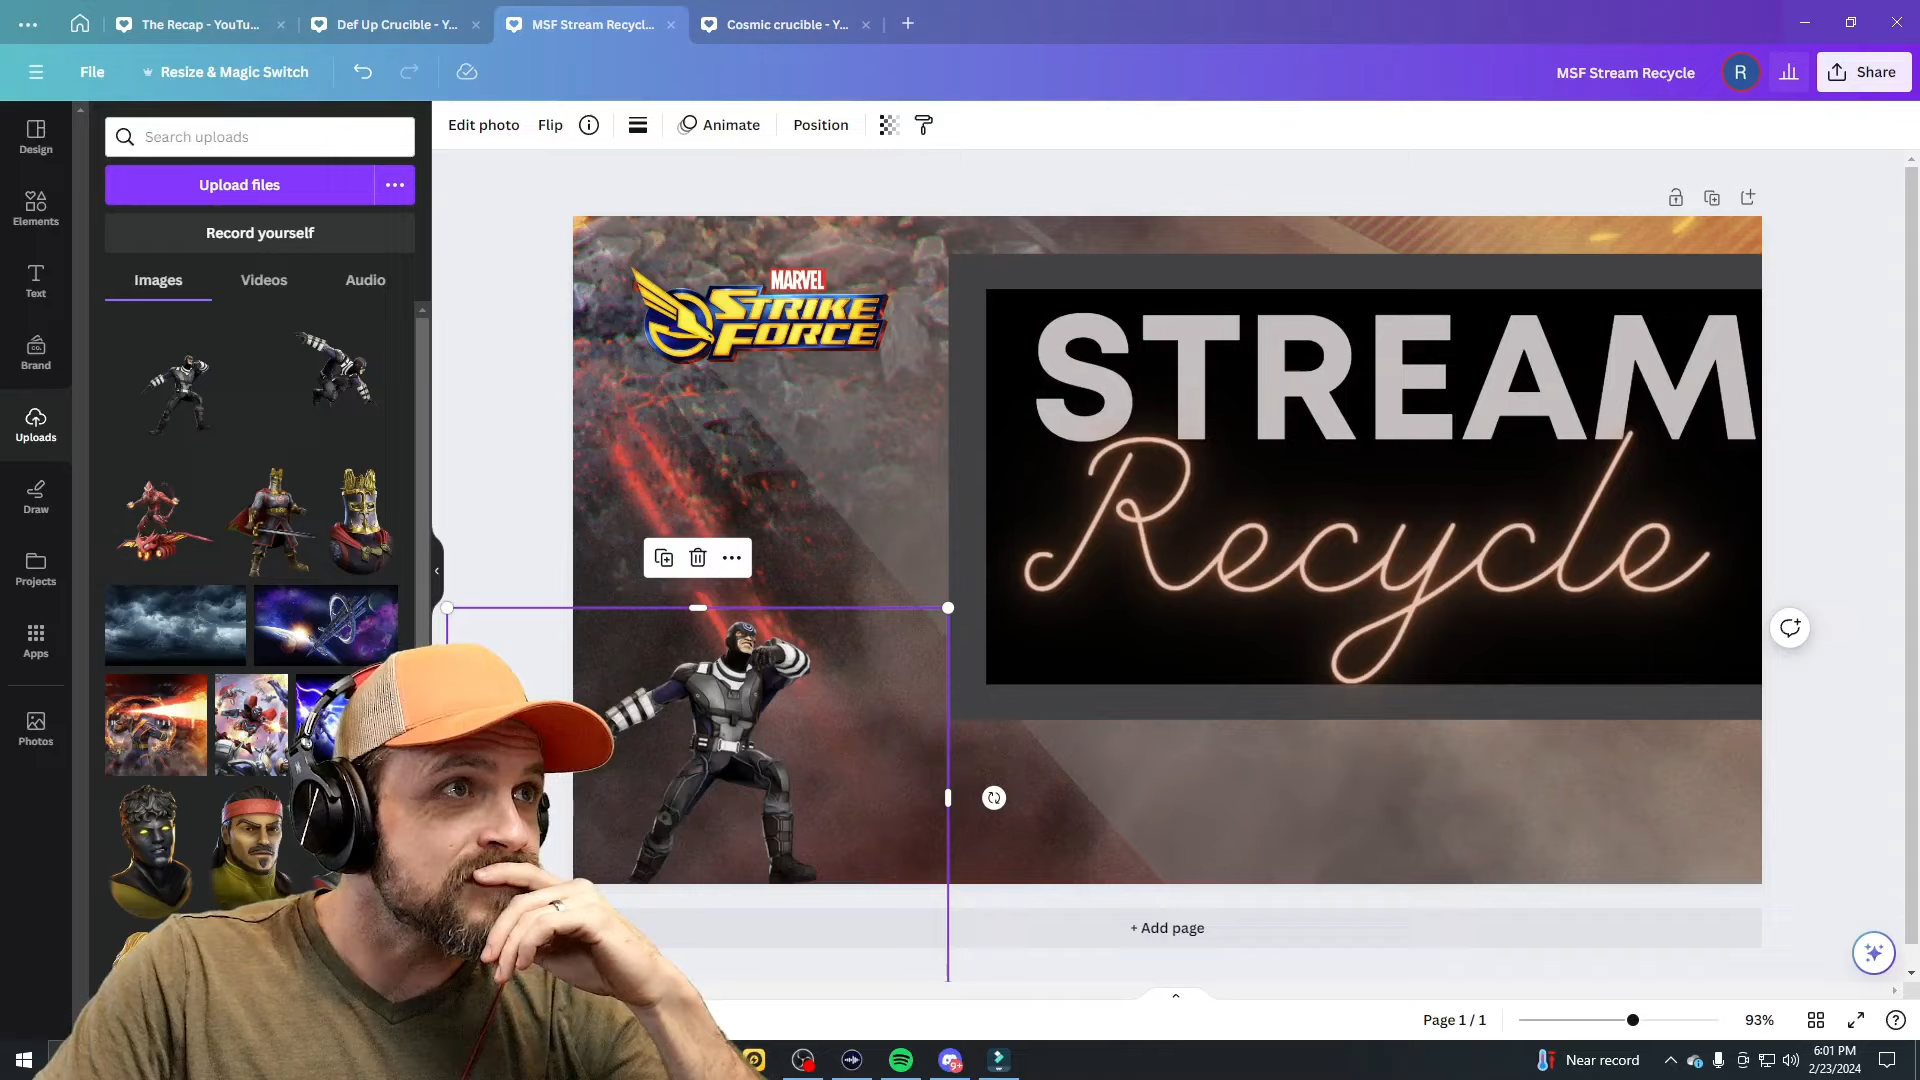 The Recap - YouTu...
Def Up Crucible - Y...
MSF Stream Recycl...
Cosmic crucible - Y...
File
Resize & Magic Switch
MSF Stream Recycle
R
Share
Design
Elements
Text
Brand
Uploads
Draw
Projects
Apps
Photos
Search uploads
Upload files
Record yourself
Images
Videos
Audio
Edit photo
Flip
Animate
Position
MARVEL
STRIKE
FORCE
STREAM
Recycle
+ Add page
Page 1 / 1
93%
9+
Near record
6:01 PM
2/23/2024